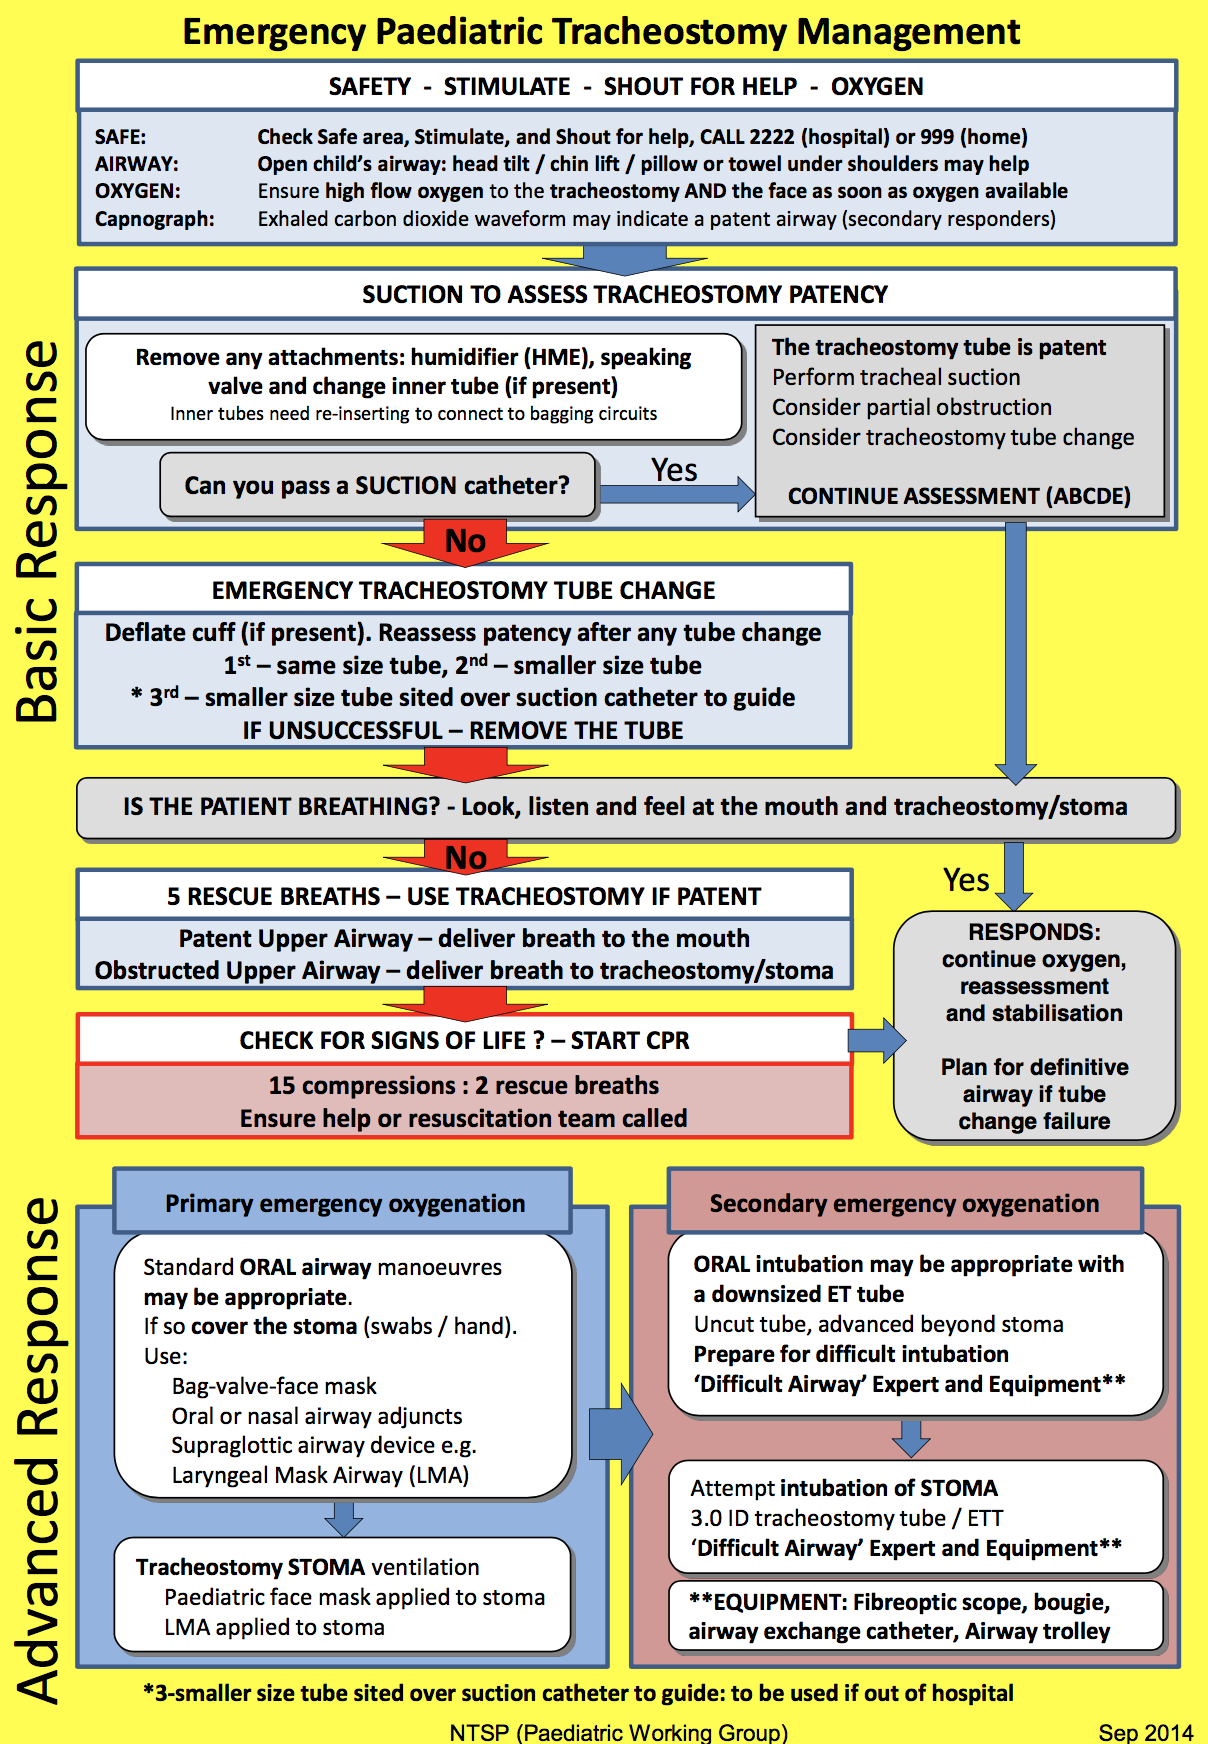 Emergency Paediatric Tracheostomy Management
SAFETY - STIMULATE - SHOUT FOR HELP - OXYGEN
SAFE: Check Safe area, Stimulate, and Shout for help, CALL 2222 (hospital) or 999 (home)
AIRWAY: Open child's airway: head tilt / chin lift / pillow or towel under shoulders may help
OXYGEN: Ensure high flow oxygen to the tracheostomy AND the face as soon as oxygen available
Capnograph: Exhaled carbon dioxide waveform may indicate a patent airway (secondary responders)
Basic Response
SUCTION TO ASSESS TRACHEOSTOMY PATENCY
Remove any attachments: humidifier (HME), speaking
valve and change inner tube (if present)
Inner tubes need re-inserting to connect to bagging circuits
Can you pass a SUCTION catheter?
Yes
The tracheostomy tube is patent
Perform tracheal suction
Consider partial obstruction
Consider tracheostomy tube change
CONTINUE ASSESSMENT (ABCDE)
No
EMERGENCY TRACHEOSTOMY TUBE CHANGE
Deflate cuff (if present). Reassess patency after any tube change
1st – same size tube, 2nd – smaller size tube
* 3rd – smaller size tube sited over suction catheter to guide
IF UNSUCCESSFUL – REMOVE THE TUBE
IS THE PATIENT BREATHING? - Look, listen and feel at the mouth and tracheostomy/stoma
No
Yes
5 RESCUE BREATHS – USE TRACHEOSTOMY IF PATENT
Patent Upper Airway – deliver breath to the mouth
Obstructed Upper Airway – deliver breath to tracheostomy/stoma
CHECK FOR SIGNS OF LIFE ? – START CPR
15 compressions : 2 rescue breaths
Ensure help or resuscitation team called
RESPONDS:
continue oxygen,
reassessment
and stabilisation
Plan for definitive
airway if tube
change failure
Advanced Response
Primary emergency oxygenation
Standard ORAL airway manoeuvres
may be appropriate.
If so cover the stoma (swabs / hand).
Use:
Bag-valve-face mask
Oral or nasal airway adjuncts
Supraglottic airway device e.g.
Laryngeal Mask Airway (LMA)
Tracheostomy STOMA ventilation
Paediatric face mask applied to stoma
LMA applied to stoma
Secondary emergency oxygenation
ORAL intubation may be appropriate with
a downsized ET tube
Uncut tube, advanced beyond stoma
Prepare for difficult intubation
'Difficult Airway' Expert and Equipment**
Attempt intubation of STOMA
3.0 ID tracheostomy tube / ETT
'Difficult Airway' Expert and Equipment**
**EQUIPMENT: Fibreoptic scope, bougie,
airway exchange catheter, Airway trolley
*3-smaller size tube sited over suction catheter to guide: to be used if out of hospital
NTSP (Paediatric Working Group)
Sep 2014